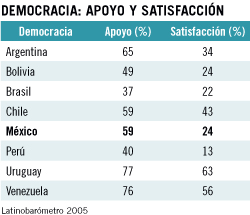 DEMOCRACIA: APOYO Y SATISFACCIÓN
Democracia Apoyo (%) Satisfacción (%)
Argentina 65 34
Bolivia 49 24
Brasil 37 22
Chile 59 43
México 59 24
Perú 40 13
Uruguay 77 63
Venezuela 76 56
Latinobarómetro 2005